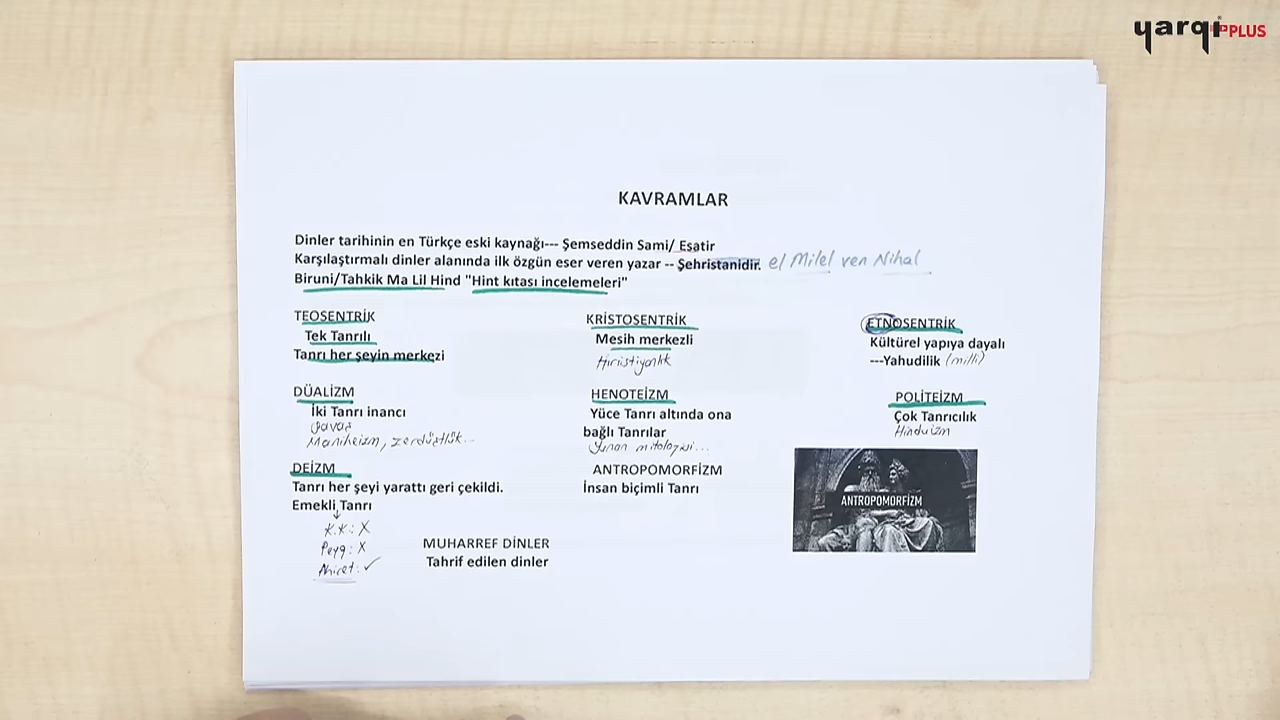 yarqi PLUS
KAVRAMLAR
Dinler tarihinin en Türkçe eski kaynağı--- Şemseddin Sami/ Esatir
Karşılaştırmalı dinler alanında ilk özgün eser veren yazar -- Şehristanidir. el Milel ven Nihal
Biruni/Tahkik Ma Lil Hind "Hint kıtası incelemeleri"
TEOSENTRİK
Tek Tanrılı
Tanrı her şeyin merkezi
KRİSTOSENTRİK
Mesih merkezli
Hıristiyanlık
ETNOSENTRİK
Kültürel yapıya dayalı
---Yahudilik (milli)
DÜALİZM
İki Tanrı inancı
Maniheizm, zerdüştlük...
HENOTEİZM
Yüce Tanrı altında ona
bağlı Tanrılar
Yunan mitolojisi...
POLİTEİZM
Çok Tanrıcılık
Hinduizm
DEİZM
Tanrı her şeyi yarattı geri çekildi.
Emekli Tanrı
K.K: X
Peyg: X
Ahiret: ✓
ANTROPOMORFİZM
İnsan biçimli Tanrı
ANTROPOMORFİZM
MUHARREF DİNLER
Tahrif edilen dinler